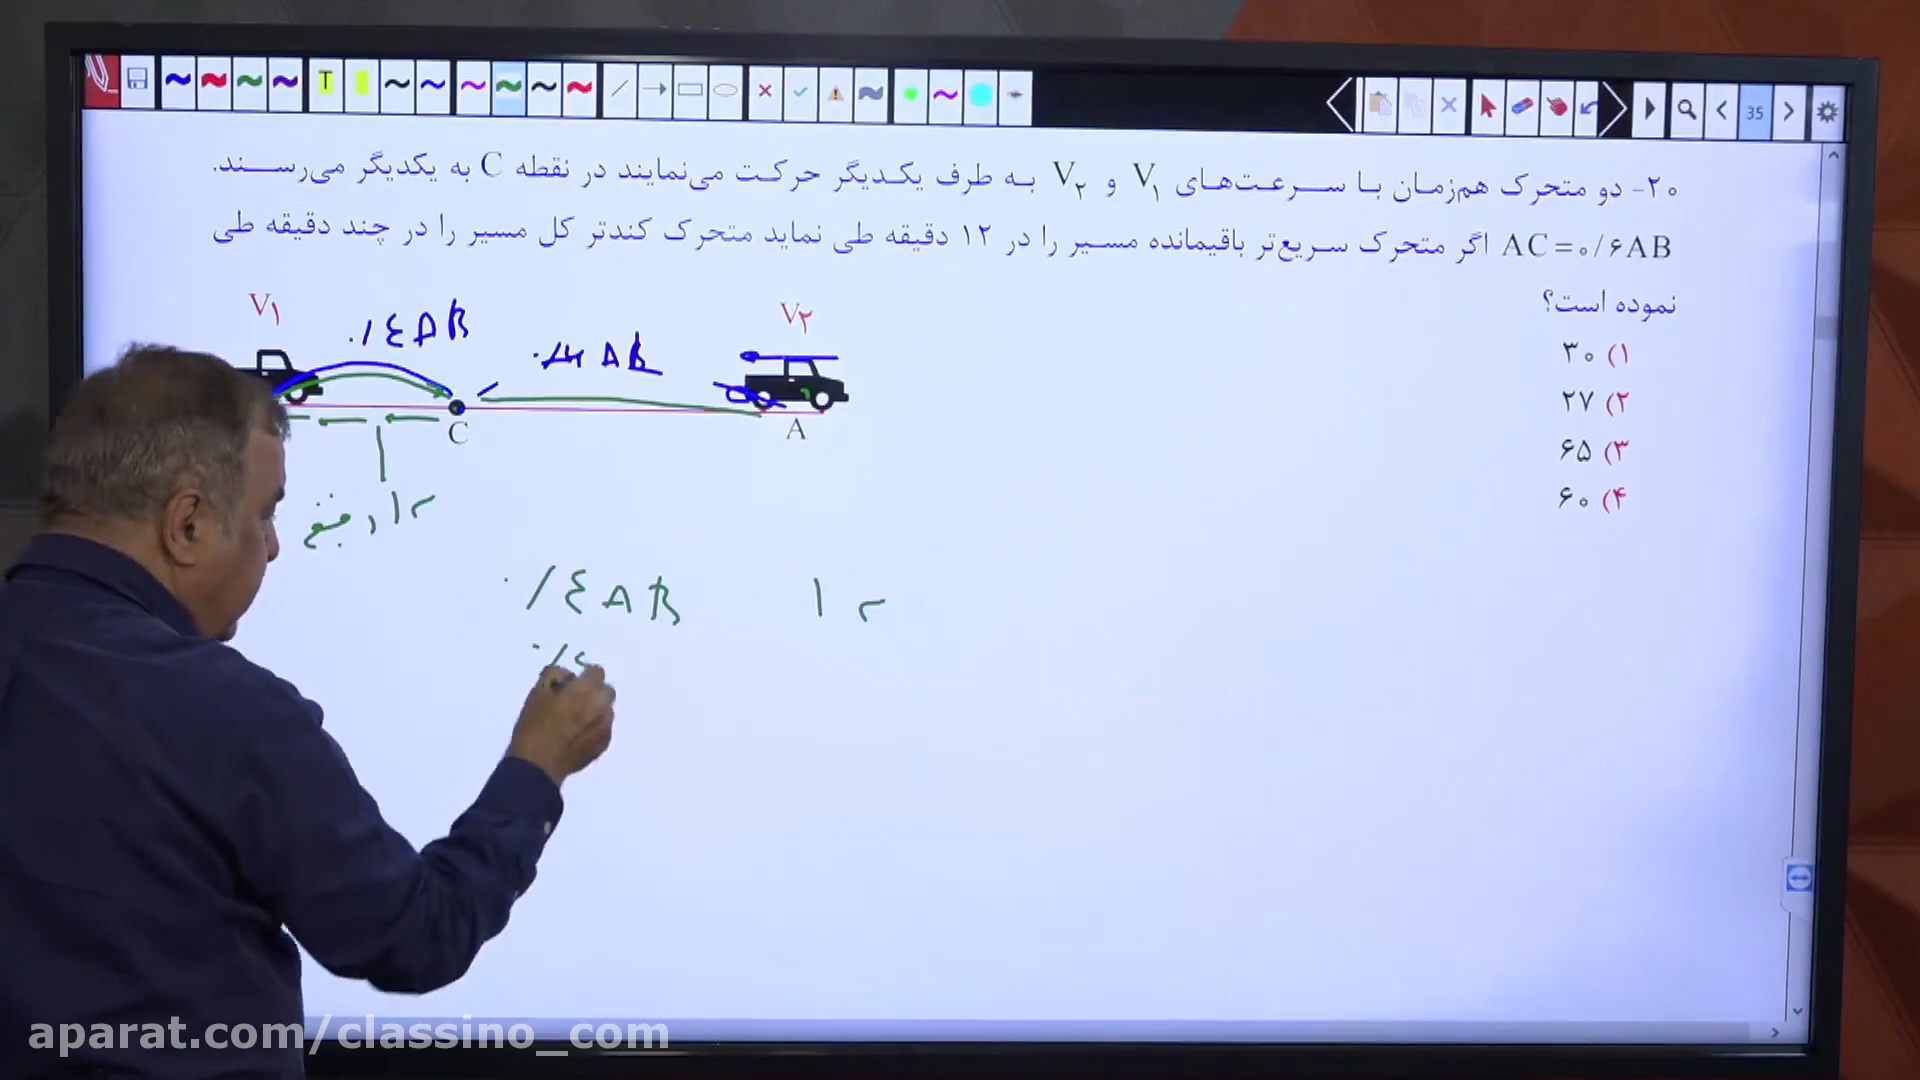 ۳۵
۲۰- دو متحرک هم‌زمان با سرعت‌های V۱ و V۲ به طرف یکدیگر حرکت می‌نمایند در نقطه C به یکدیگر می‌رسند.
AC=۰/۶AB اگر متحرک سریع‌تر باقیمانده مسیر را در ۱۲ دقیقه طی نماید متحرک کندتر کل مسیر را در چند دقیقه طی
نموده است؟
۱) ۳۰
۲) ۲۷
۳) ۶۵
۴) ۶۰
V۱
۰/۴AB
AB
V۲
C
A
۱۲
۰/۴AB ۱۲
۰/۴
aparat.com/classino_com